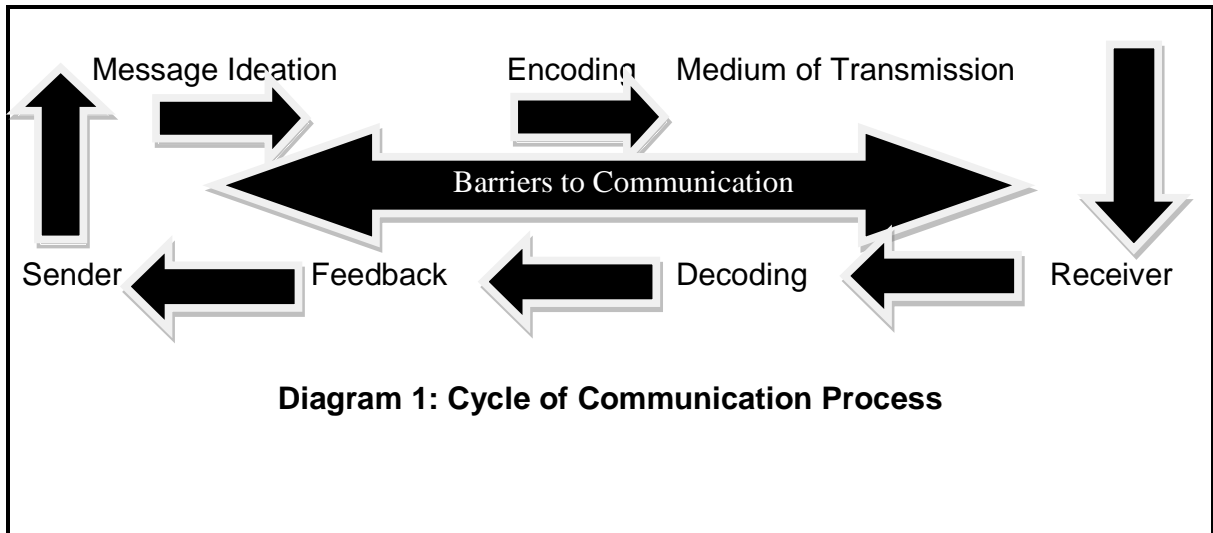 Message Ideation Encoding Medium of Transmission
Barriers to Communication
Sender Feedback Decoding Receiver
Diagram 1: Cycle of Communication Process